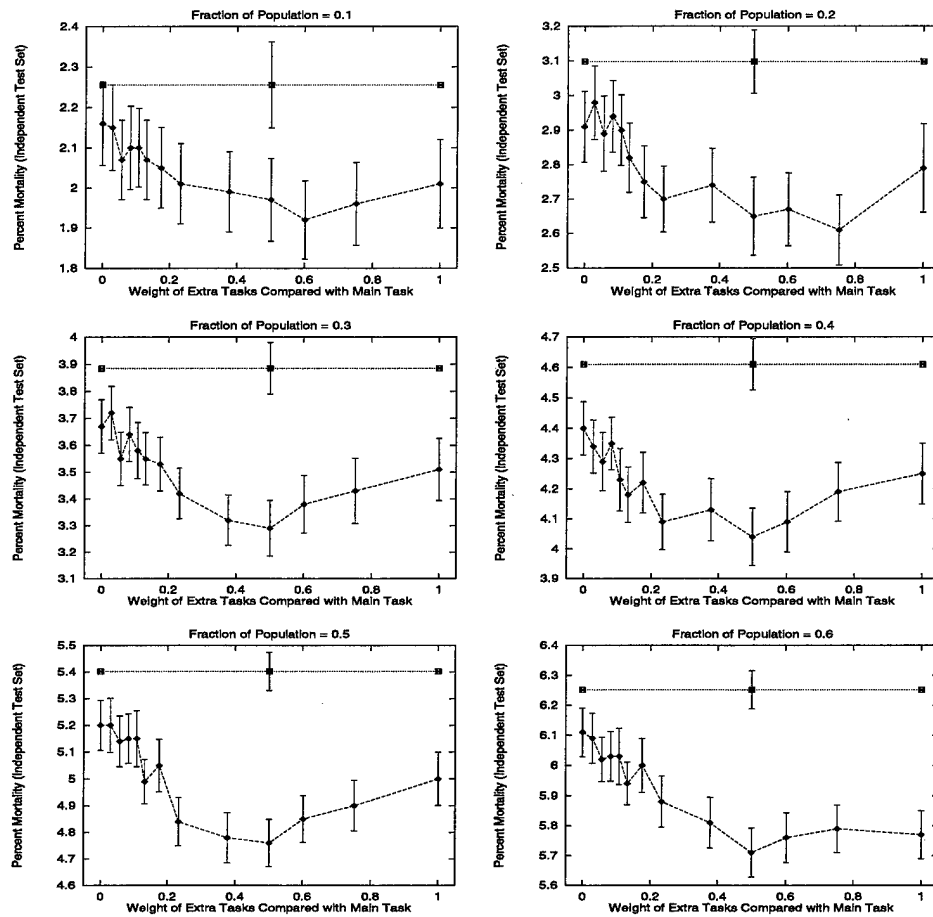 Fraction of Population = 0.1
Percent Mortality (Independent Test Set)
2.4
2.3
2.2
2.1
2
1.9
1.8
0 0.2 0.4 0.6 0.8 1
Weight of Extra Tasks Compared with Main Task
Fraction of Population = 0.2
Percent Mortality (Independent Test Set)
3.2
3.1
3
2.9
2.8
2.7
2.6
2.5
0 0.2 0.4 0.6 0.8 1
Weight of Extra Tasks Compared with Main Task
Fraction of Population = 0.3
Percent Mortality (Independent Test Set)
4
3.9
3.8
3.7
3.6
3.5
3.4
3.3
3.2
3.1
0 0.2 0.4 0.6 0.8 1
Weight of Extra Tasks Compared with Main Task
Fraction of Population = 0.4
Percent Mortality (Independent Test Set)
4.7
4.6
4.5
4.4
4.3
4.2
4.1
4
3.9
0 0.2 0.4 0.6 0.8 1
Weight of Extra Tasks Compared with Main Task
Fraction of Population = 0.5
Percent Mortality (Independent Test Set)
5.5
5.4
5.3
5.2
5.1
5
4.9
4.8
4.7
4.6
0 0.2 0.4 0.6 0.8 1
Weight of Extra Tasks Compared with Main Task
Fraction of Population = 0.6
Percent Mortality (Independent Test Set)
6.4
6.3
6.2
6.1
6
5.9
5.8
5.7
5.6
0 0.2 0.4 0.6 0.8 1
Weight of Extra Tasks Compared with Main Task